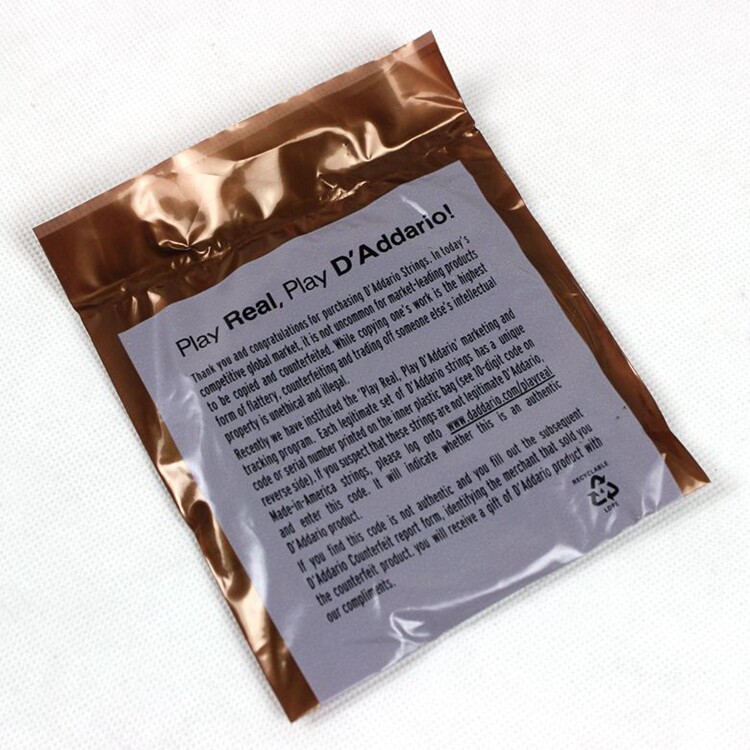 Play Real, Play D'Addario!
Thank you and congratulations for purchasing D'Addario Strings. In today's
competitive global market, it is not uncommon for market-leading products
to be copied and counterfeited. While copying one's work is the highest
form of flattery, counterfeiting and trading off someone else's intellectual
property is unethical and illegal.
Recently we have instituted the 'Play Real, Play D'Addario' marketing and
tracking program. Each legitimate set of D'Addario strings has a unique
code or serial number printed on the inner plastic bag (see 10-digit code on
reverse side). If you suspect that these strings are not legitimate D'Addario,
Made-in-America strings, please log onto www.daddario.com/playreal
and enter this code. It will indicate whether this is an authentic
D'Addario product.
If you find this code is not authentic and you fill out the subsequent
D'Addario Counterfeit report form, identifying the merchant that sold you
the counterfeit product, you will receive a gift of D'Addario product with
our compliments.
RECYCLABLE
LDPE